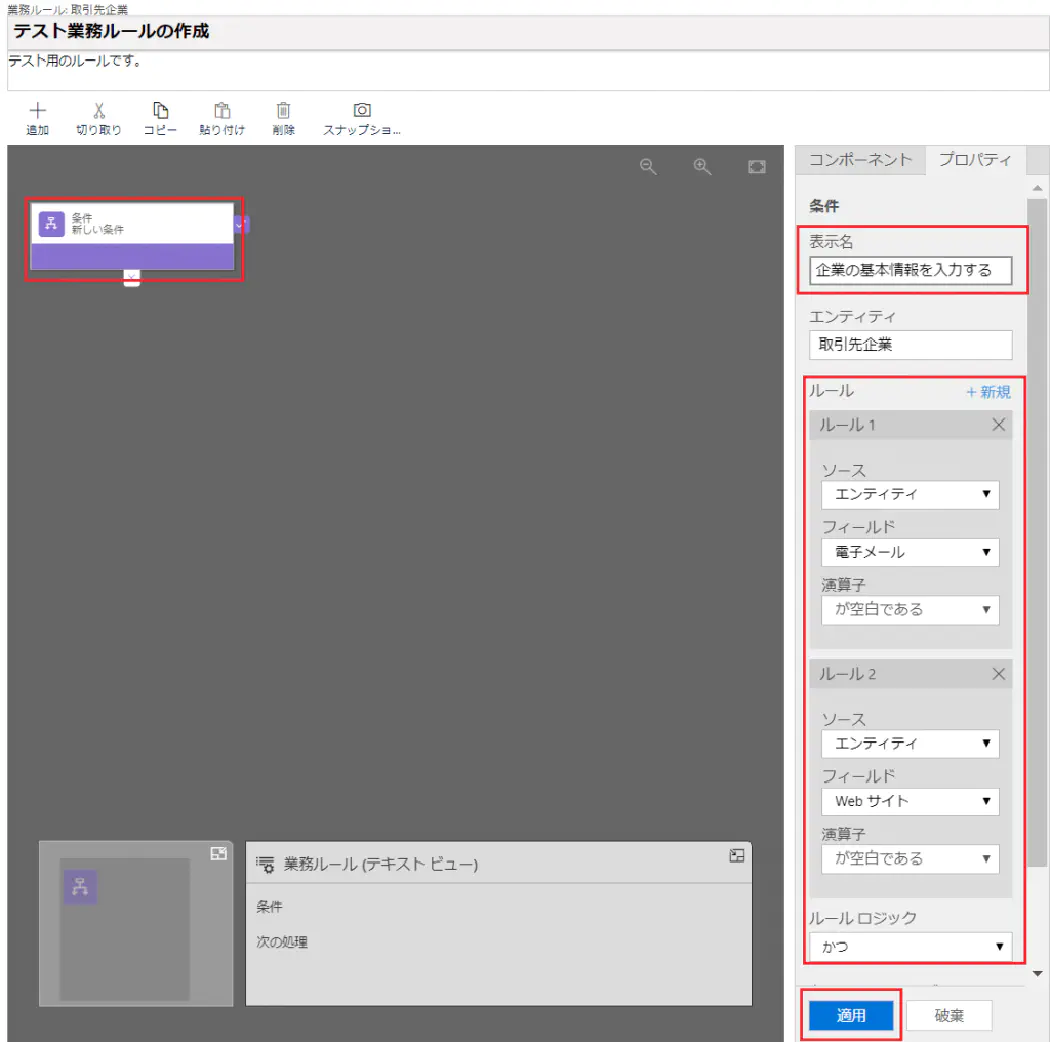 業務ルール: 取引先企業
テスト業務ルールの作成
テスト用のルールです。
追加
切り取り
コピー
貼り付け
削除
スナップショ...
条件
新しい条件
業務ルール (テキスト ビュー)
条件
次の処理
コンポーネント
プロパティ
条件
表示名
企業の基本情報を入力する
エンティティ
取引先企業
ルール
+ 新規
ルール 1
ソース
エンティティ
フィールド
電子メール
演算子
が空白である
ルール 2
ソース
エンティティ
フィールド
Web サイト
演算子
が空白である
ルール ロジック
かつ
適用
破棄